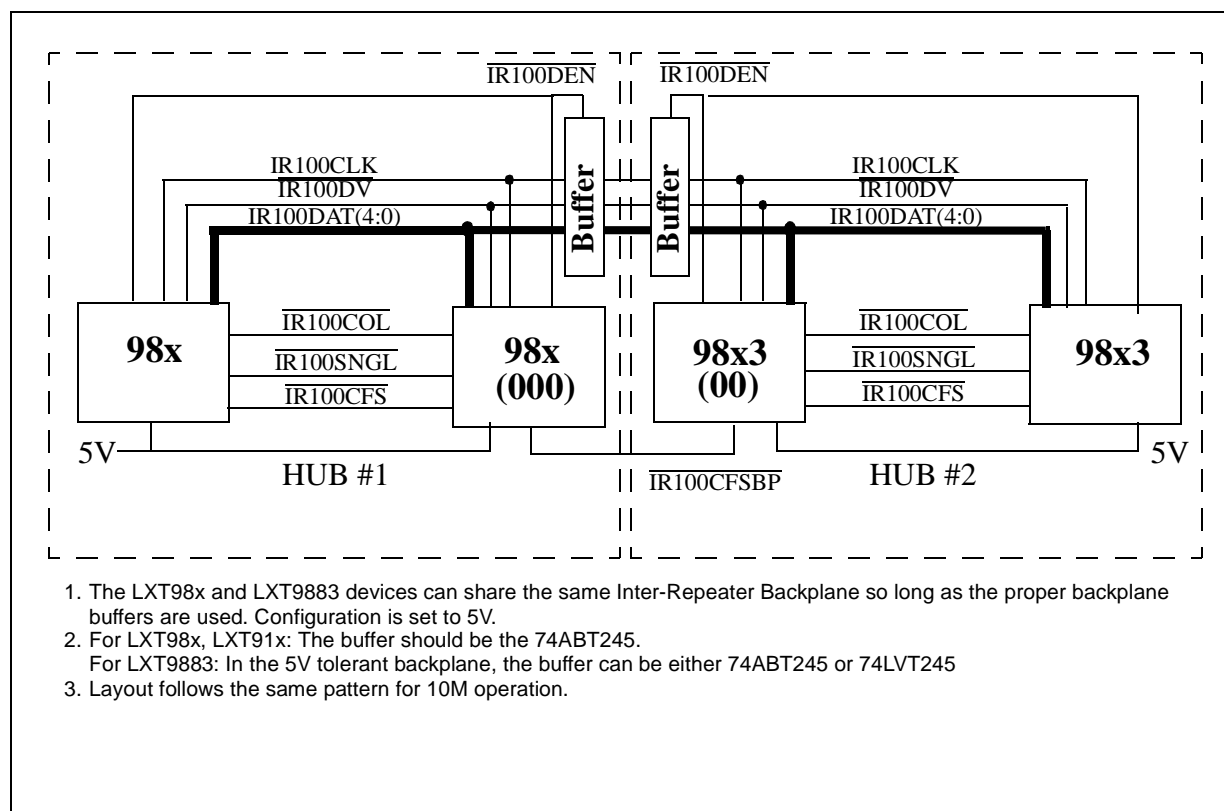 IR100DEN IR100DEN
Buffer Buffer
IR100CLK IR100CLK
IR100DV IR100DV
IR100DAT(4:0) IR100DAT(4:0)
98x
IR100COL
IR100SNGL
IR100CFS
98x
(000)
98x3
(00)
IR100COL
IR100SNGL
IR100CFS
98x3
5V
HUB #1
IR100CFSBP
HUB #2
5V
1. The LXT98x and LXT9883 devices can share the same Inter-Repeater Backplane so long as the proper backplane
buffers are used. Configuration is set to 5V.
2. For LXT98x, LXT91x: The buffer should be the 74ABT245.
For LXT9883: In the 5V tolerant backplane, the buffer can be either 74ABT245 or 74LVT245
3. Layout follows the same pattern for 10M operation.